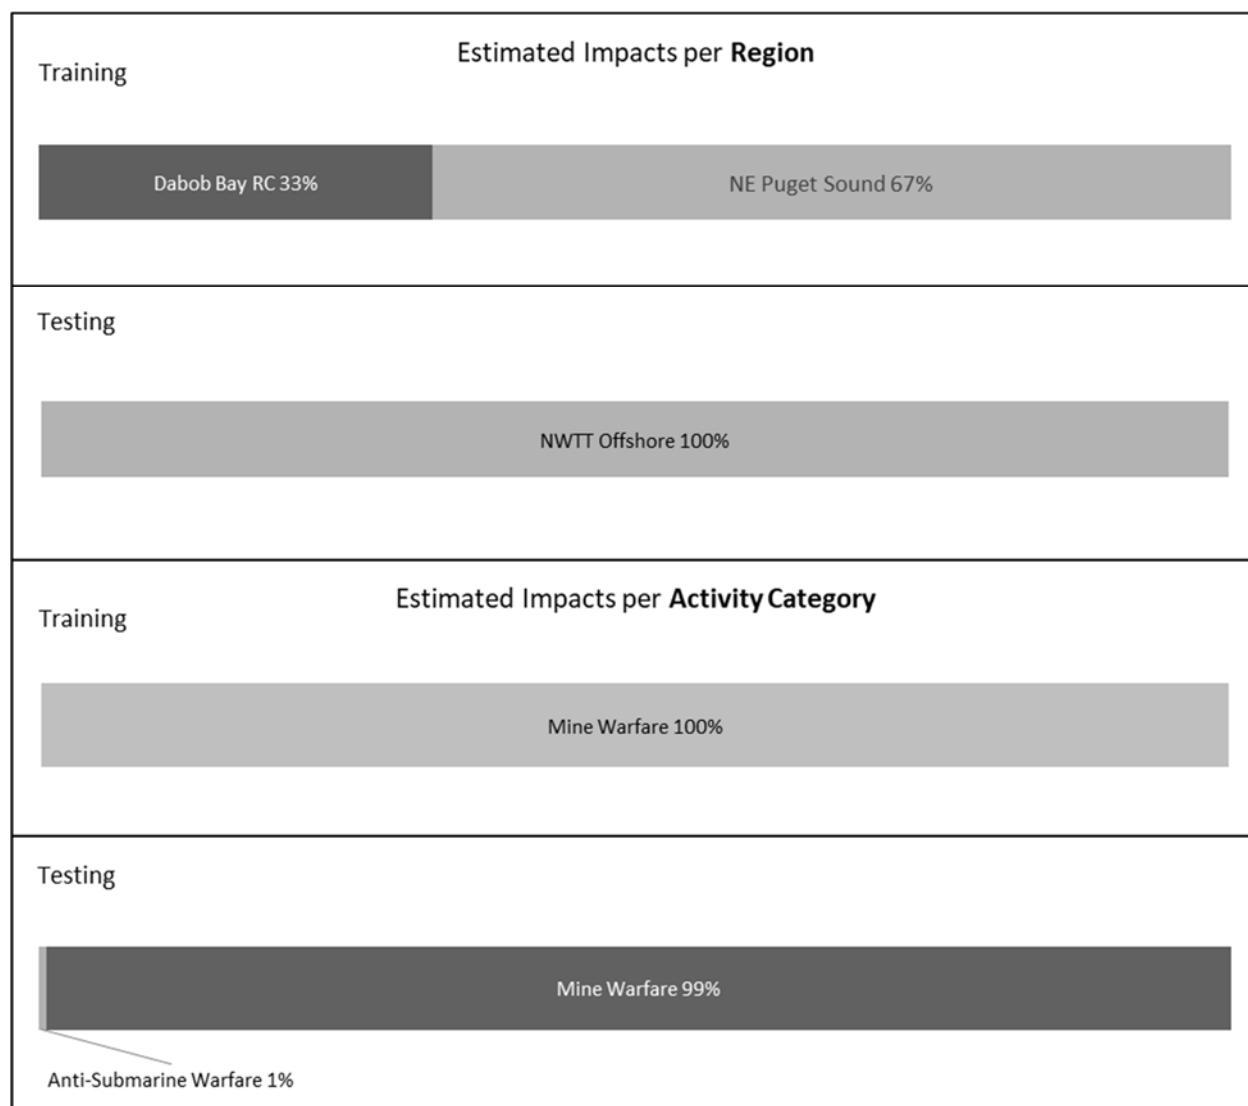 Estimated Impacts per Region
Training
Dabob Bay RC 33%
NE Puget Sound 67%
Testing
NWTT Offshore 100%
Estimated Impacts per Activity Category
Training
Mine Warfare 100%
Testing
Mine Warfare 99%
Anti-Submarine Warfare 1%